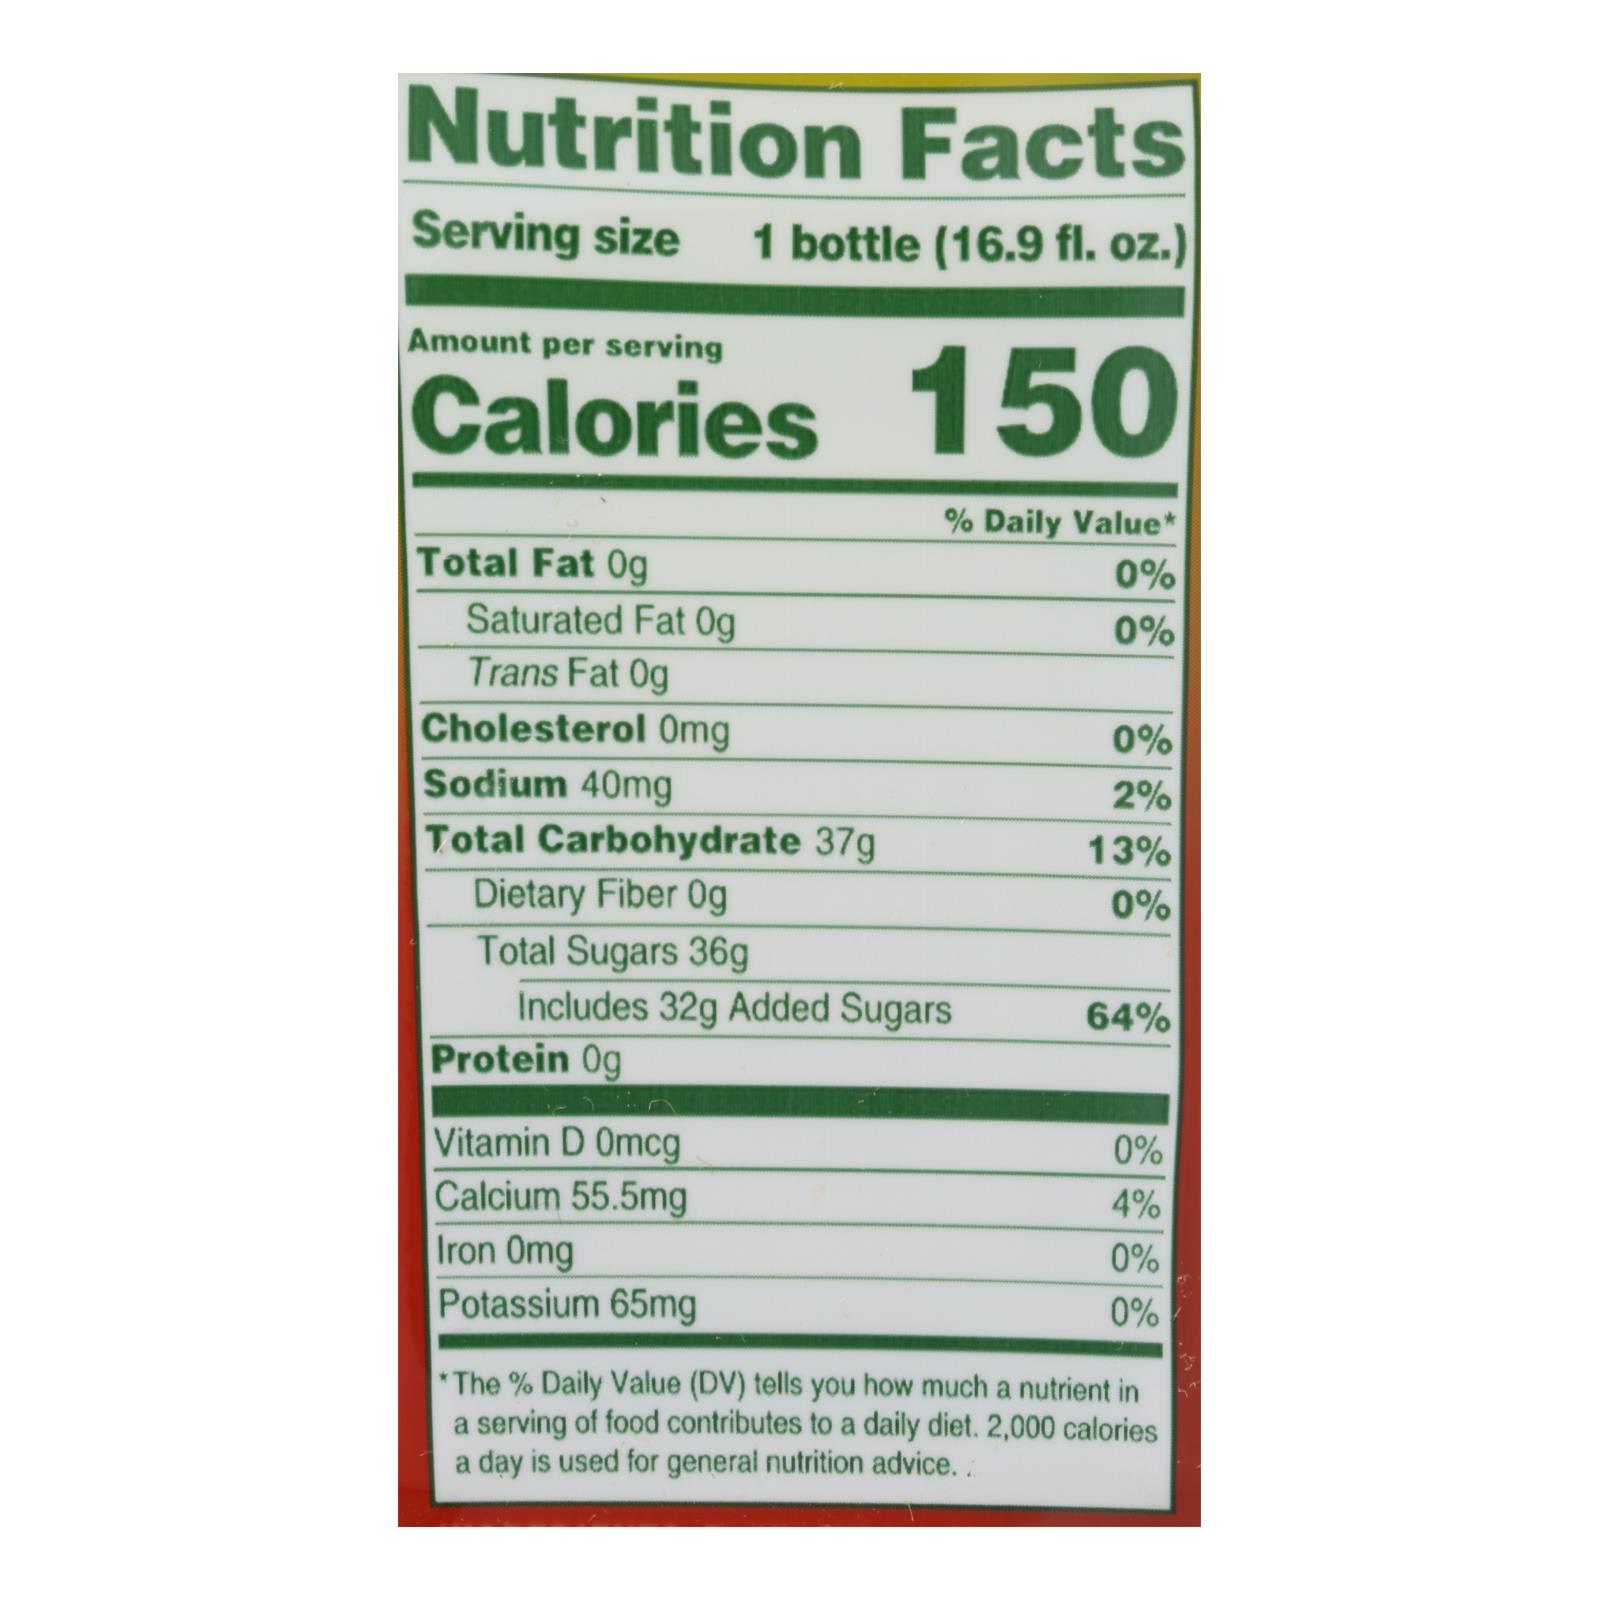 Nutrition Facts
Serving size 1 bottle (16.9 fl. oz.)
Amount per serving
Calories 150
% Daily Value*
Total Fat 0g 0%
Saturated Fat 0g 0%
Trans Fat 0g
Cholesterol 0mg 0%
Sodium 40mg 2%
Total Carbohydrate 37g 13%
Dietary Fiber 0g 0%
Total Sugars 36g
Includes 32g Added Sugars 64%
Protein 0g
Vitamin D 0mcg 0%
Calcium 55.5mg 4%
Iron 0mg 0%
Potassium 65mg 0%
*The % Daily Value (DV) tells you how much a nutrient in
a serving of food contributes to a daily diet. 2,000 calories
a day is used for general nutrition advice. .